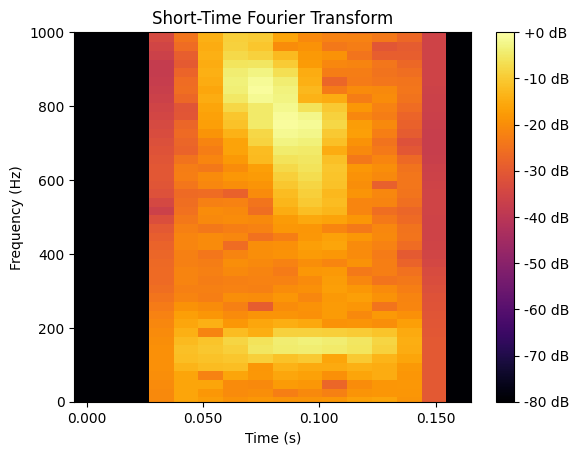 Short-Time Fourier Transform
1000
800
600
400
200
0
Frequency (Hz)
0.000
0.050
0.100
0.150
Time (s)
+0 dB
-10 dB
-20 dB
-30 dB
-40 dB
-50 dB
-60 dB
-70 dB
-80 dB